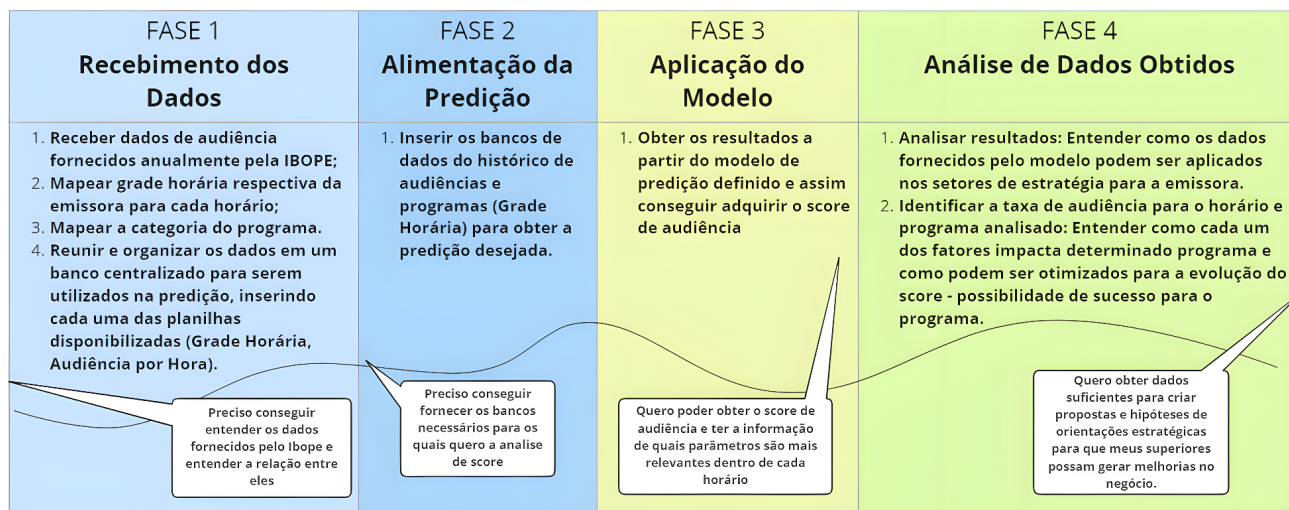 FASE 1
Recebimento dos
Dados
1. Receber dados de audiência
fornecidos anualmente pela IBOPE;
2. Mapear grade horária respectiva da
emissora para cada horário;
3. Mapear a categoria do programa.
4. Reunir e organizar os dados em um
banco centralizado para serem
utilizados na predição, inserindo
cada uma das planilhas
disponibilizadas (Grade Horária,
Audiência por Hora).
Preciso conseguir
entender os dados
fornecidos pelo Ibope e
entender a relação entre
eles
FASE 2
Alimentação da
Predição
1. Inserir os bancos de
dados do histórico de
audiências e
programas (Grade
Horária) para obter a
predição desejada.
Preciso conseguir
fornecer os bancos
necessários para os
quais quero a analise
de score
FASE 3
Aplicação do
Modelo
1. Obter os resultados a
partir do modelo de
predição definido e assim
conseguir adquirir o score
de audiência
Quero poder obter o score de
audiência e ter a informação
de quais parâmetros são mais
relevantes dentro de cada
horário
FASE 4
Análise de Dados Obtidos
1. Analisar resultados: Entender como os dados
fornecidos pelo modelo podem ser aplicados
nos setores de estratégia para a emissora.
2. Identificar a taxa de audiência para o horário e
programa analisado: Entender como cada um
dos fatores impacta determinado programa e
como podem ser otimizados para a evolução do
score - possibilidade de sucesso para o
programa.
Quero obter dados
suficientes para criar
propostas e hipóteses de
orientações estratégicas
para que meus superiores
possam gerar melhorias no
negócio.